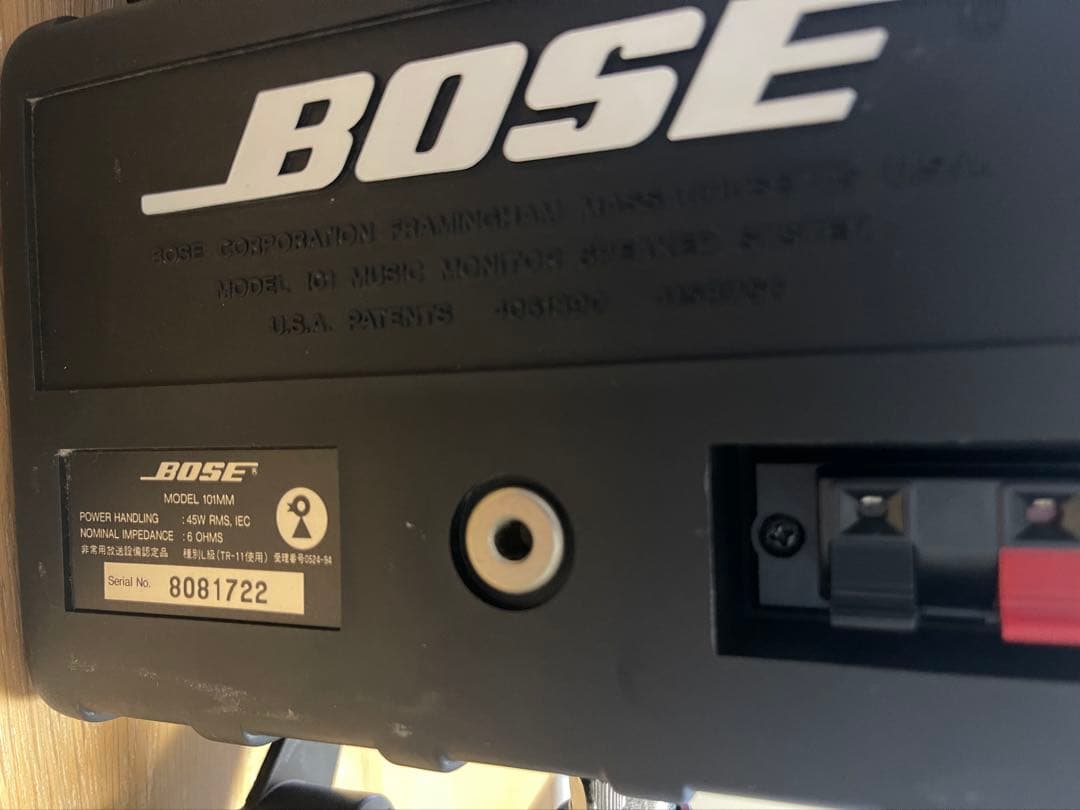 BOSE
BOSE CORPORATION FRAMINGHAM
MODEL 101 MUSIC MONITOR SPEAKER SYSTEM
U.S.A. PATENTS
BOSE®
MODEL 101MM
POWER HANDLING : 45W RMS, IEC
NOMINAL IMPEDANCE : 6 OHMS
非常用放送設備認定品 種別L級(TR-11使用) 受理番号0524-94
Serial No. 8081722